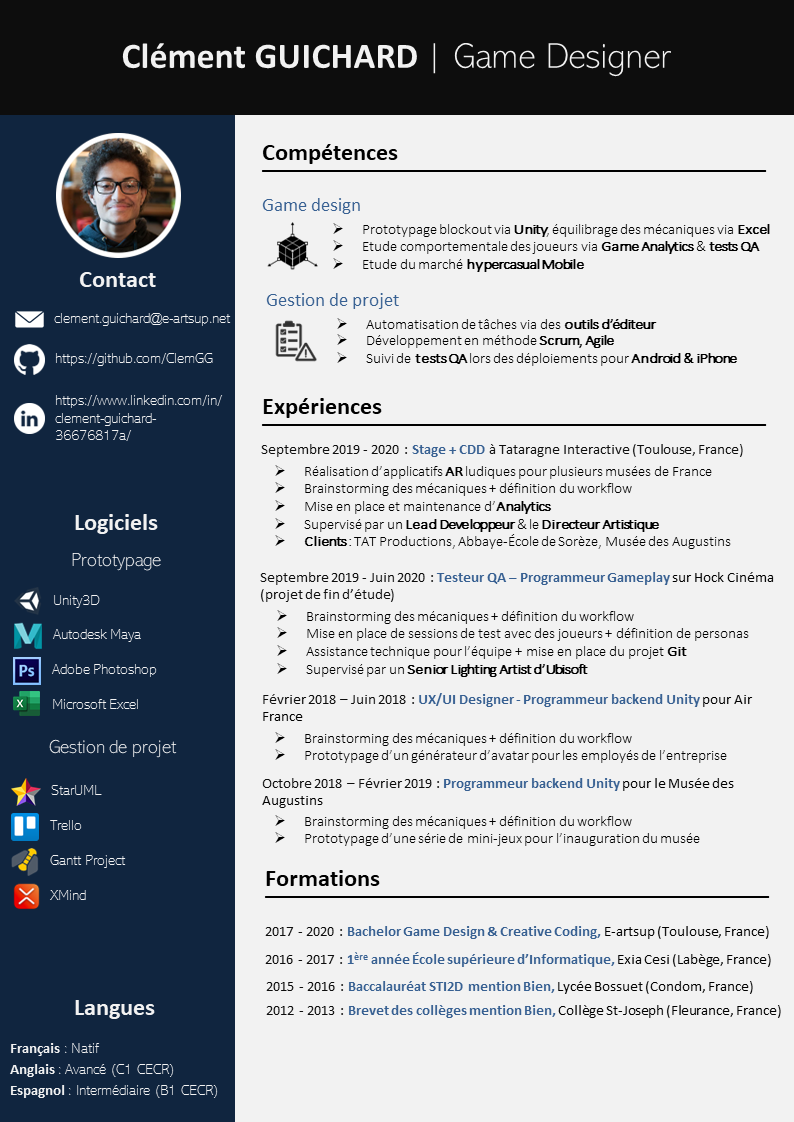 Clément GUICHARD | Game Designer
Contact
clement.guichard@e-artsup.net
https://github.com/ClemGG
https://www.linkedin.com/in/
clement-guichard-
36676817a/
Logiciels
Prototypage
Unity3D
Autodesk Maya
Ps Adobe Photoshop
Microsoft Excel
Gestion de projet
StarUML
Trello
Gantt Project
XMind
Langues
Français : Natif
Anglais : Avancé (C1 CECR)
Espagnol : Intermédiaire (B1 CECR)
Compétences
Game design
Prototypage blockout via Unity, équilibrage des mécaniques via Excel
Etude comportementale des joueurs via Game Analytics & tests QA
Etude du marché hypercasual Mobile
Gestion de projet
Automatisation de tâches via des outils d'éditeur
Développement en méthode Scrum, Agile
Suivi de tests QA lors des déploiements pour Android & iPhone
Expériences
Septembre 2019 - 2020 : Stage + CDD à Tataragne Interactive (Toulouse, France)
Réalisation d'applicatifs AR ludiques pour plusieurs musées de France
Brainstorming des mécaniques + définition du workflow
Mise en place et maintenance d'Analytics
Supervisé par un Lead Developpeur & le Directeur Artistique
Clients : TAT Productions, Abbaye-École de Sorèze, Musée des Augustins
Septembre 2019 - Juin 2020 : Testeur QA – Programmeur Gameplay sur Hock Cinéma
(projet de fin d'étude)
Brainstorming des mécaniques + définition du workflow
Mise en place de sessions de test avec des joueurs + définition de personas
Assistance technique pour l'équipe + mise en place du projet Git
Supervisé par un Senior Lighting Artist d'Ubisoft
Février 2018 – Juin 2018 : UX/UI Designer - Programmeur backend Unity pour Air
France
Brainstorming des mécaniques + définition du workflow
Prototypage d'un générateur d'avatar pour les employés de l'entreprise
Octobre 2018 – Février 2019 : Programmeur backend Unity pour le Musée des
Augustins
Brainstorming des mécaniques + définition du workflow
Prototypage d'une série de mini-jeux pour l'inauguration du musée
Formations
2017 - 2020 : Bachelor Game Design & Creative Coding, E-artsup (Toulouse, France)
2016 - 2017 : 1ère année École supérieure d'Informatique, Exia Cesi (Labège, France)
2015 - 2016 : Baccalauréat STI2D mention Bien, Lycée Bossuet (Condom, France)
2012 - 2013 : Brevet des collèges mention Bien, Collège St-Joseph (Fleurance, France)